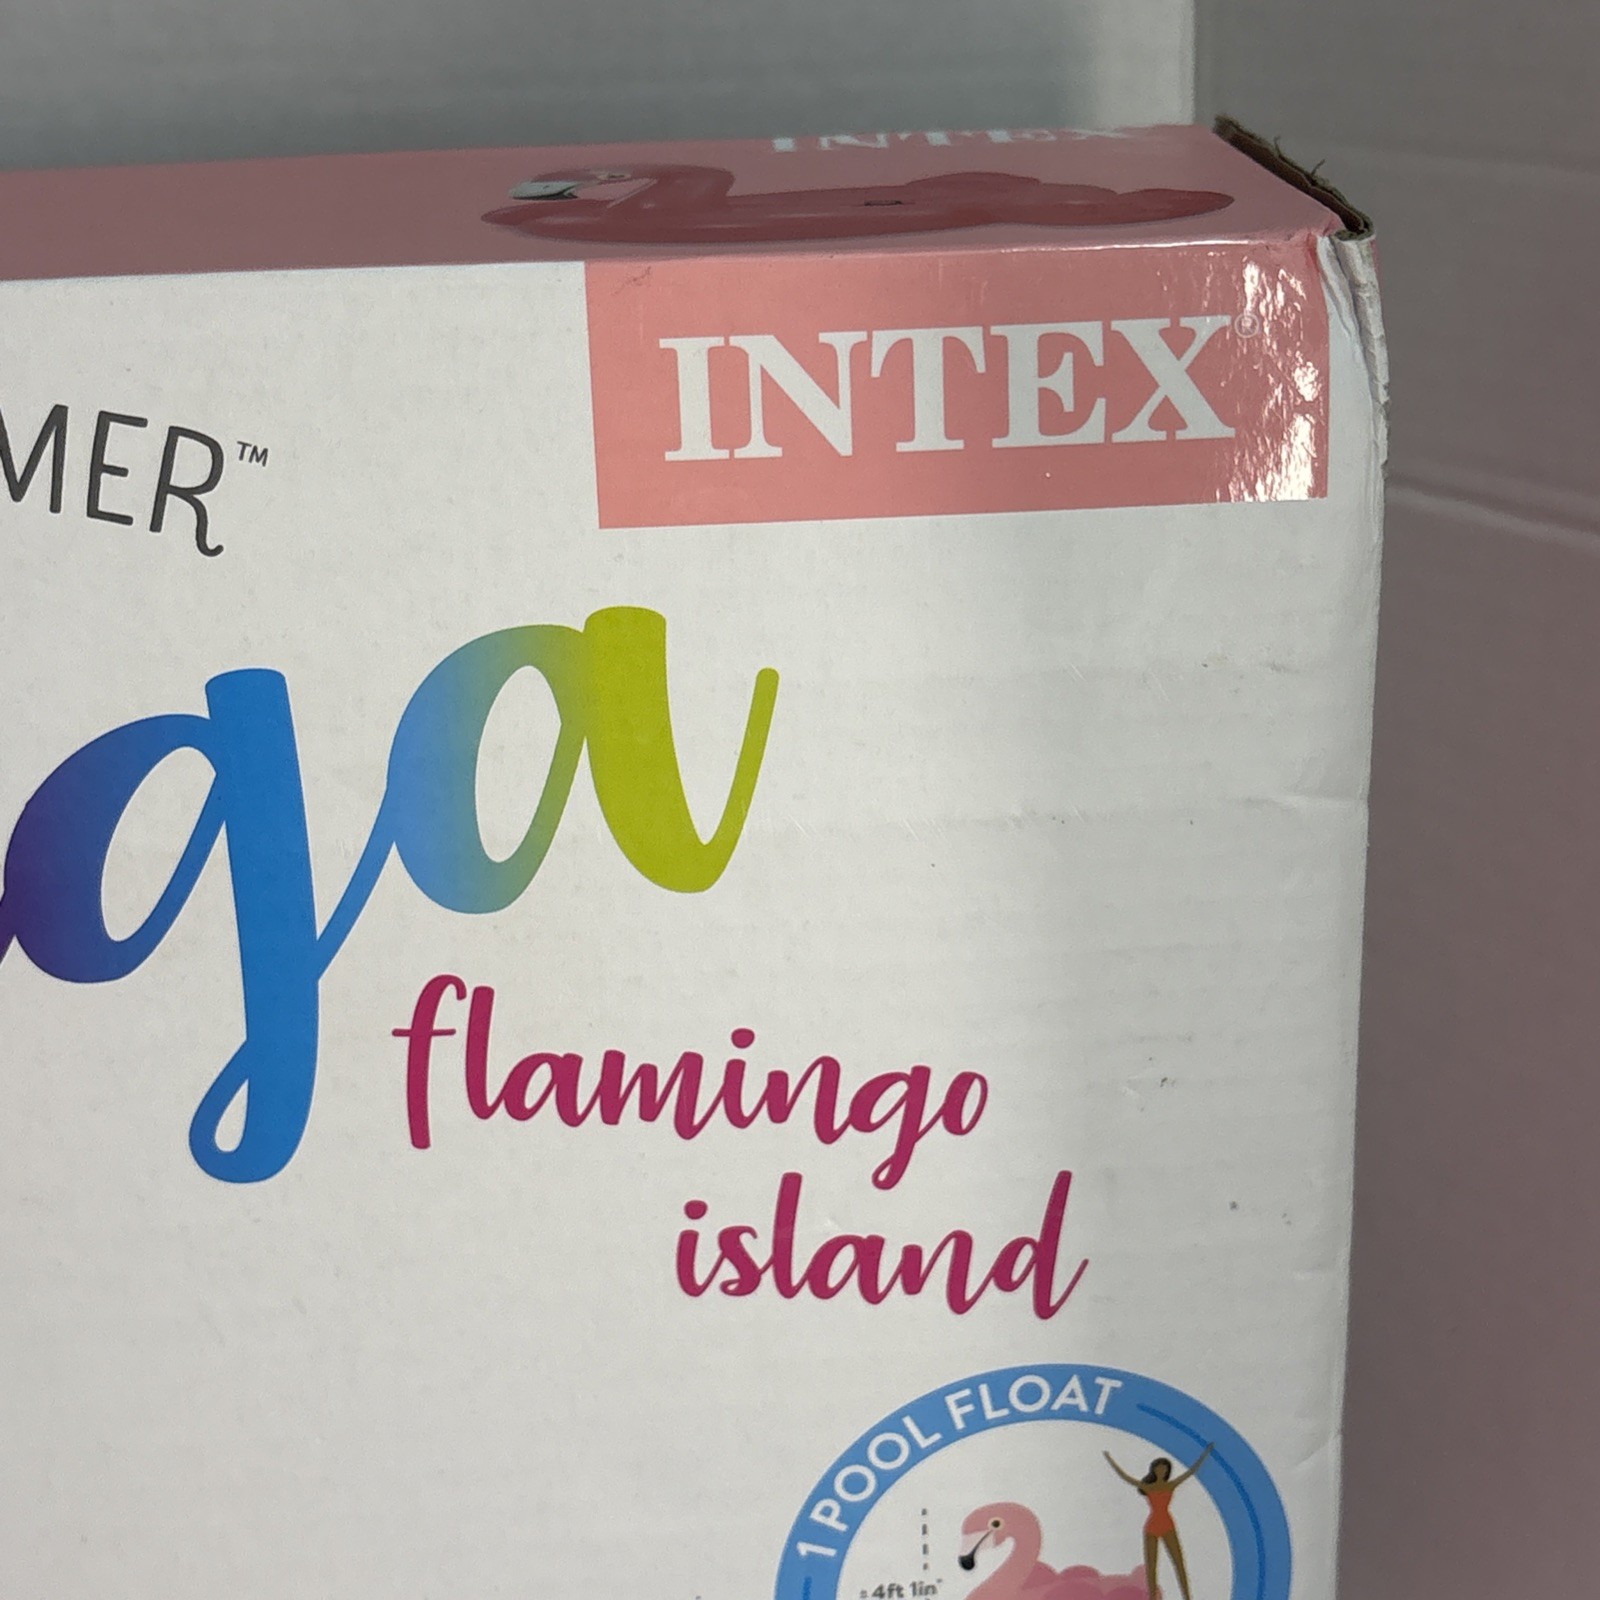 INTEX
INTEX®
MER™
ga
flamingo
island
1 POOL FLOAT
4ft 1in